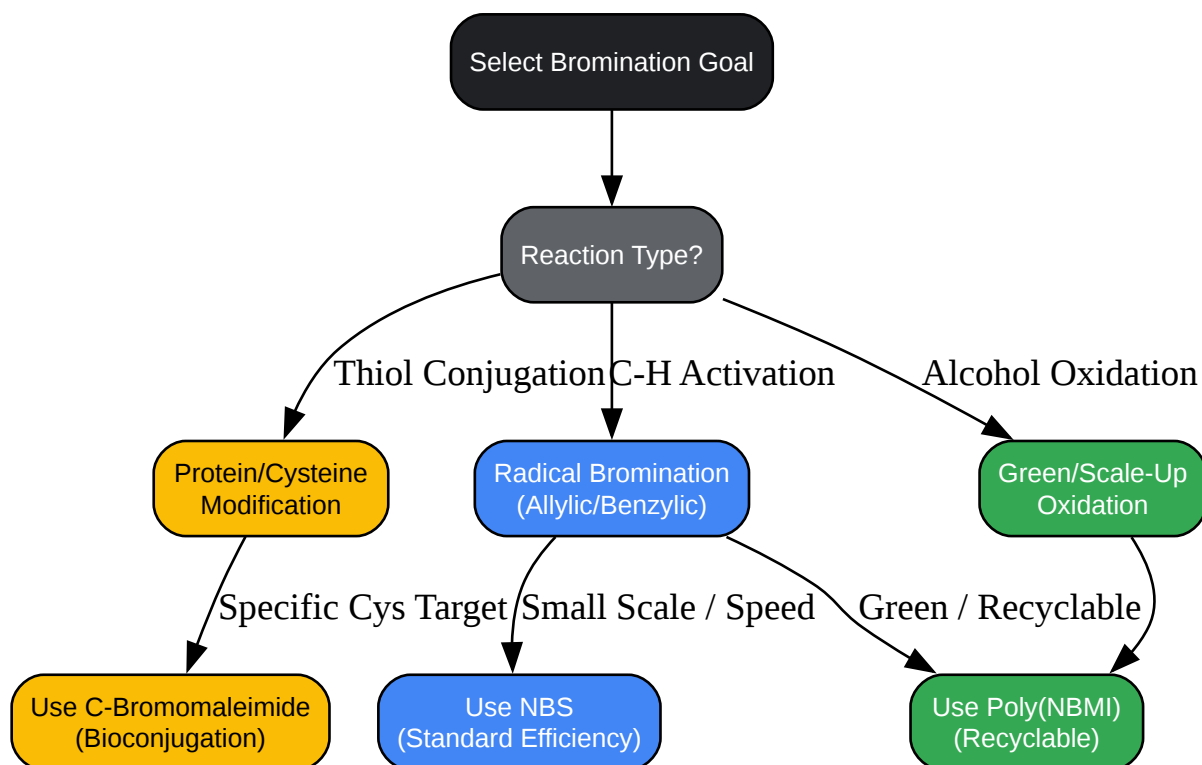 Select Bromination Goal
Reaction Type?
Thiol Conjugation
C-H Activation
Alcohol Oxidation
Protein/Cysteine
Modification
Radical Bromination
(Allylic/Benzylic)
Green/Scale-Up
Oxidation
Specific Cys Target
Small Scale / Speed
Green / Recyclable
Use C-Bromomaleimide
(Bioconjugation)
Use NBS
(Standard Efficiency)
Use Poly(NBMI)
(Recyclable)